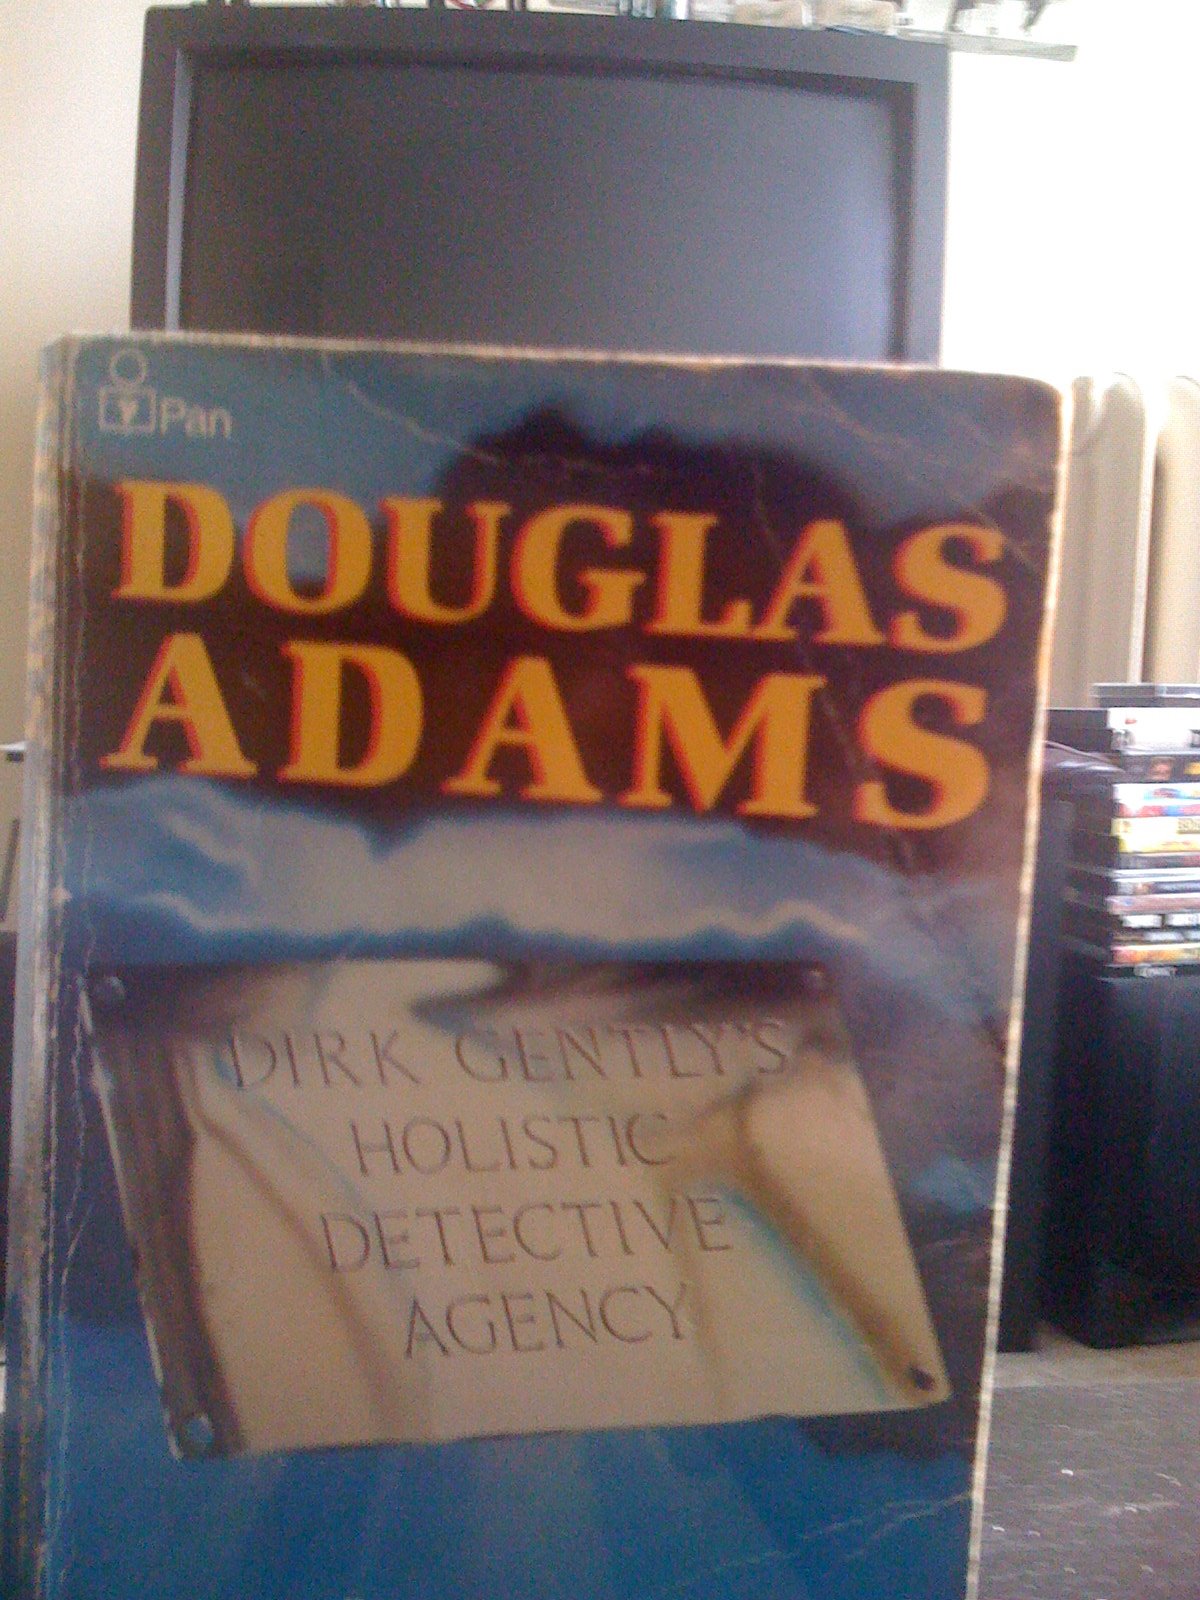 Pan
DOUGLAS
ADAMS
DIRK GENTLY'S
HOLISTIC
DETECTIVE
AGENCY